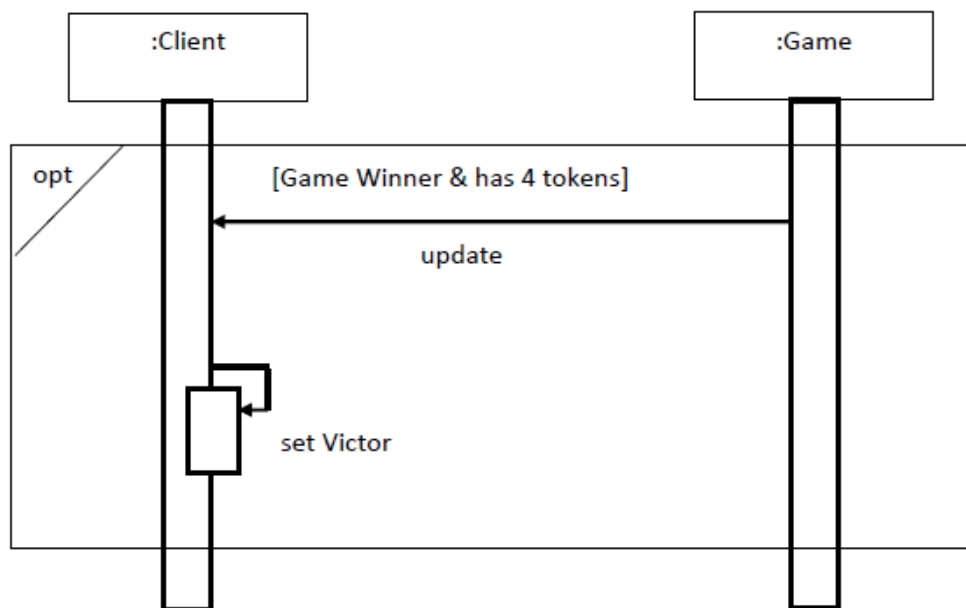 :Client
:Game
opt
[Game Winner & has 4 tokens]
update
set Victor